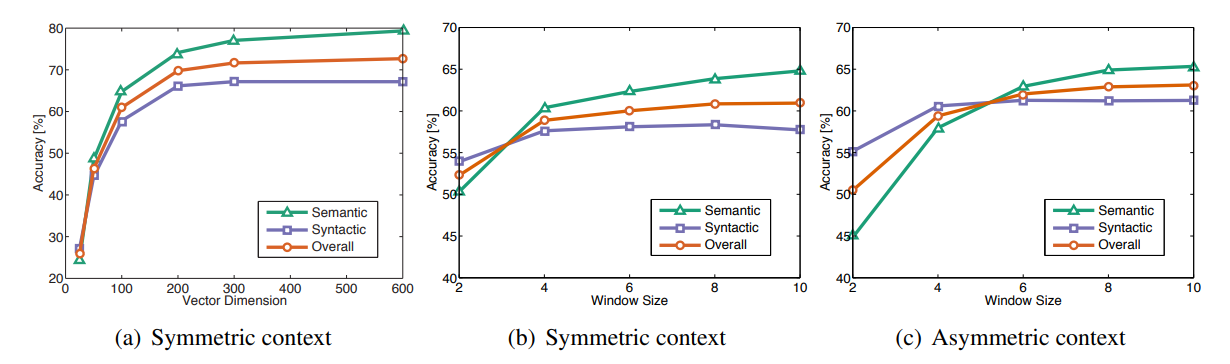 80
70
60
50
40
30
20
0 100 200 300 400 500 600
Accuracy [%]
Vector Dimension
Semantic
Syntactic
Overall
(a) Symmetric context
70
65
60
55
50
45
40
2 4 6 8 10
Accuracy [%]
Window Size
Semantic
Syntactic
Overall
(b) Symmetric context
70
65
60
55
50
45
40
2 4 6 8 10
Accuracy [%]
Window Size
Semantic
Syntactic
Overall
(c) Asymmetric context